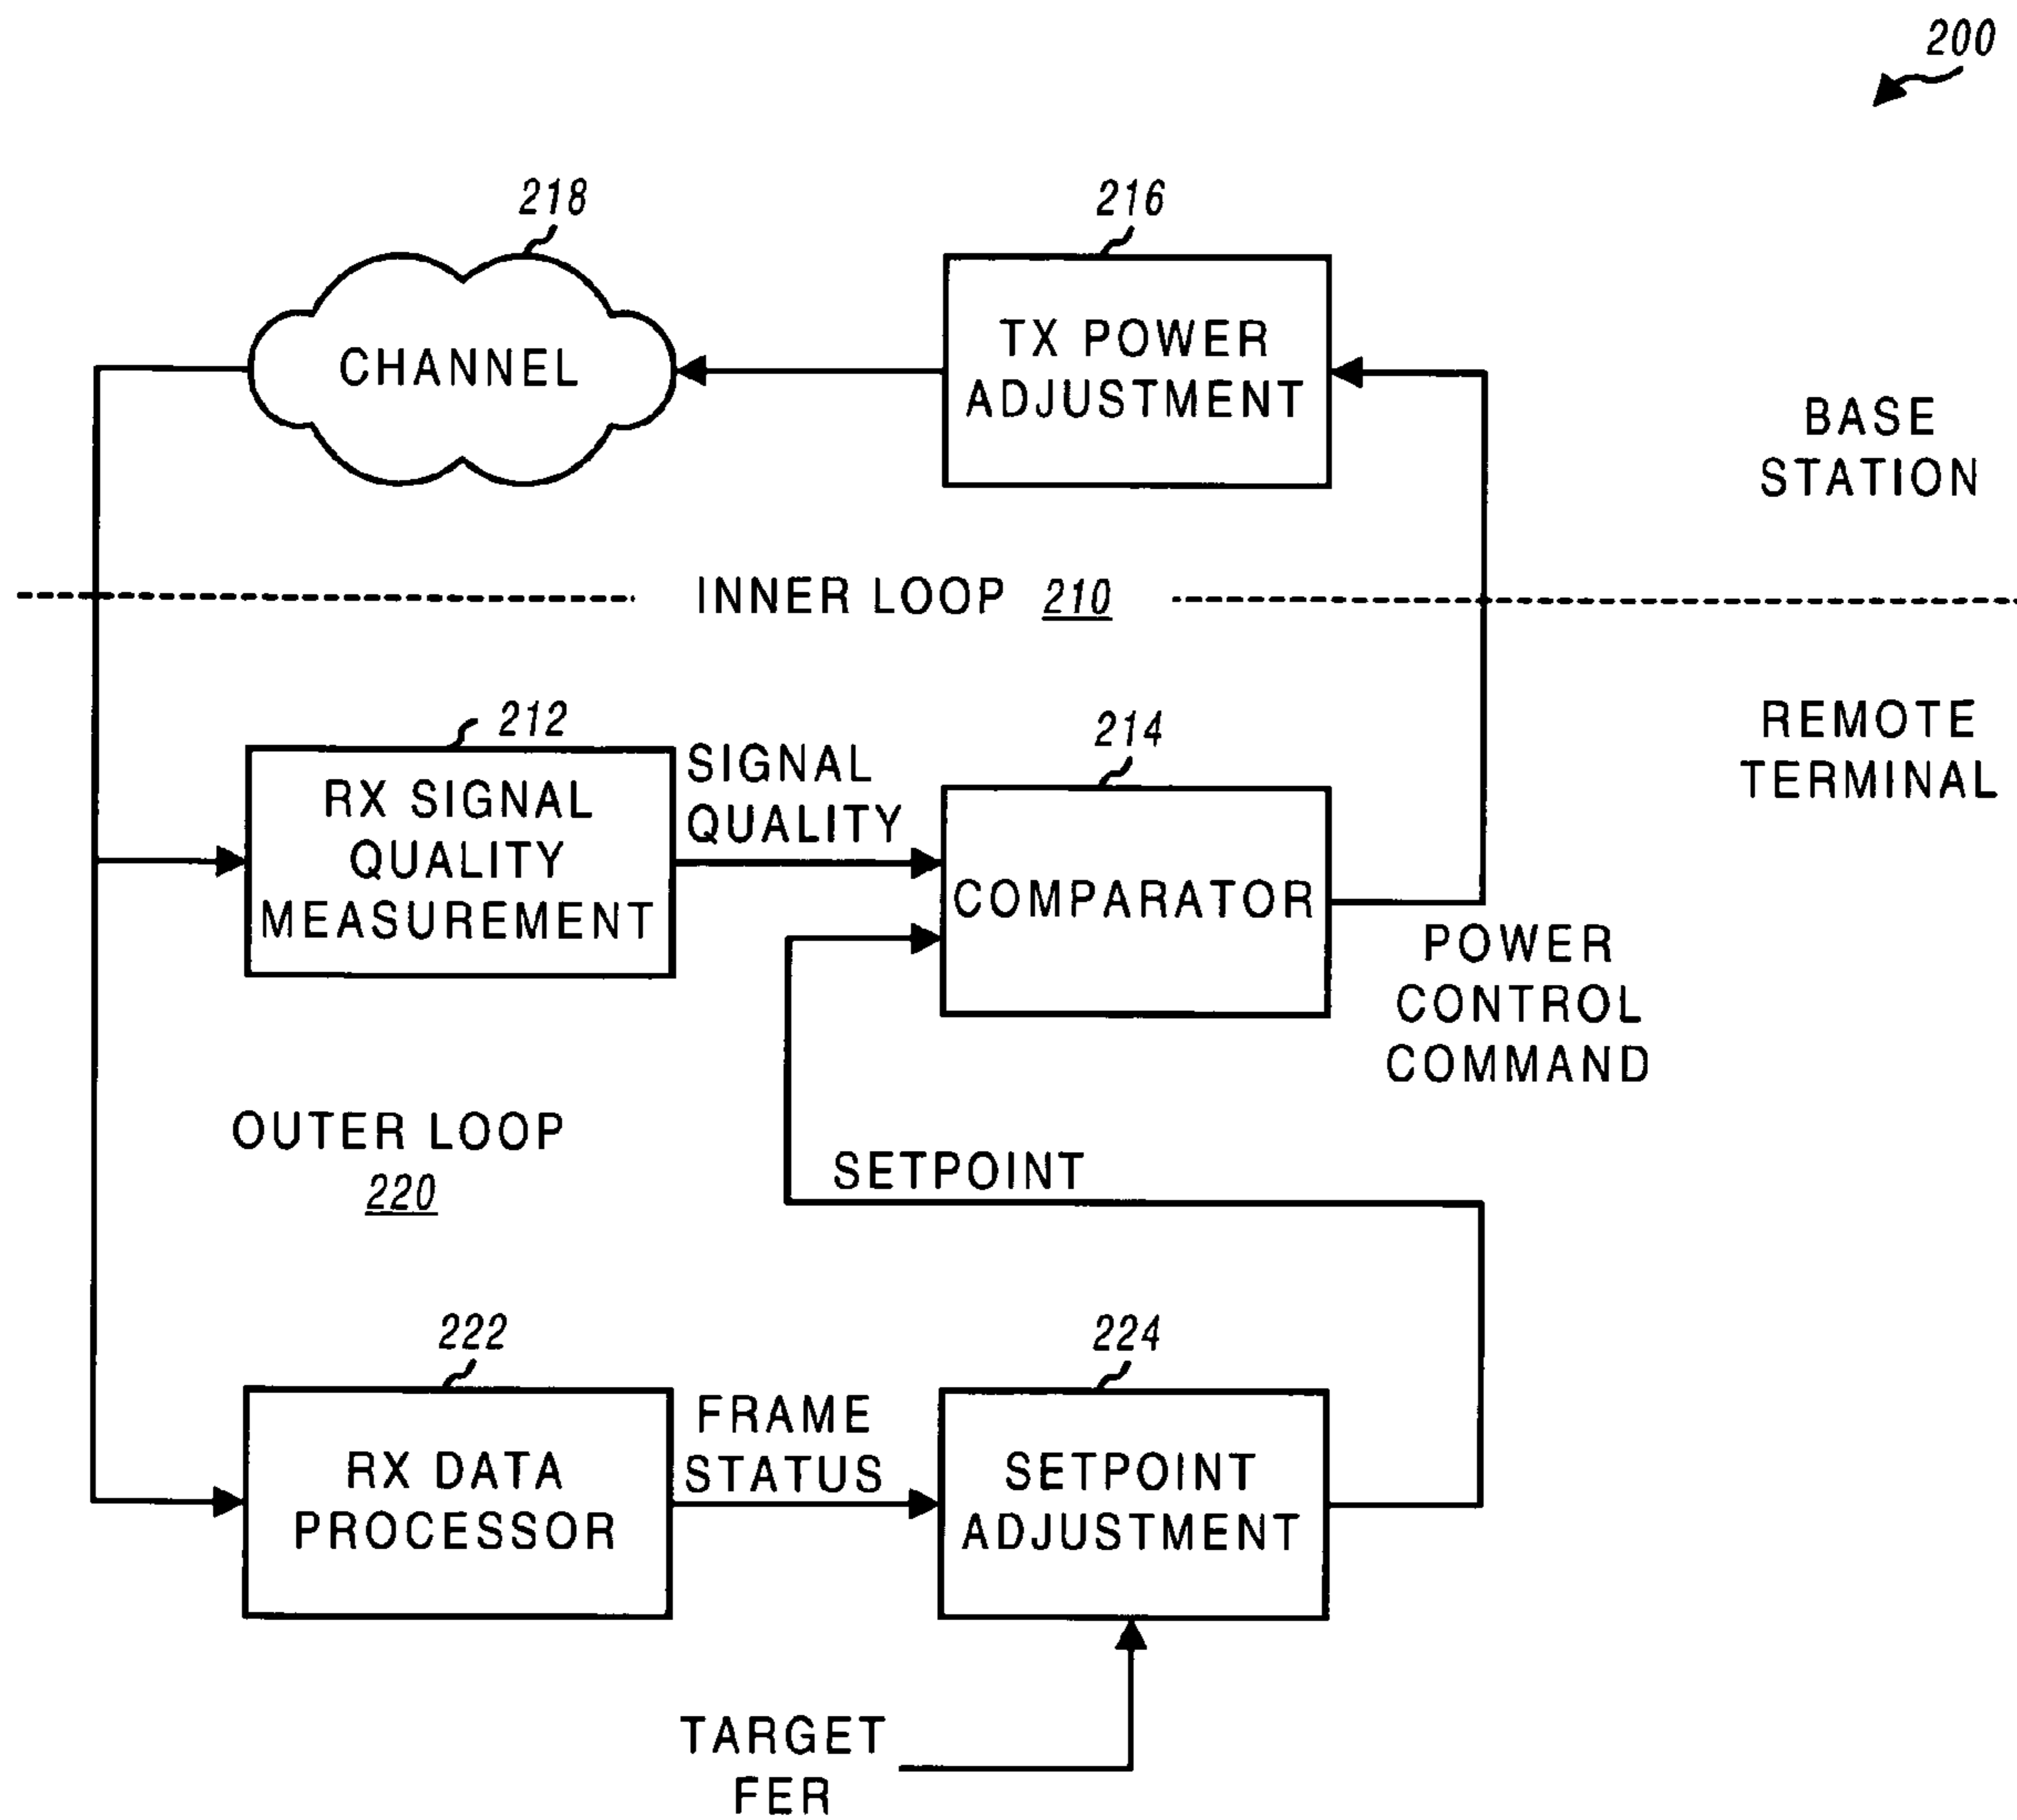 200
218
216
CHANNEL
TX POWER
ADJUSTMENT
BASE
STATION
INNER LOOP 210
REMOTE
TERMINAL
212
214
RX SIGNAL
QUALITY
MEASUREMENT
SIGNAL
QUALITY
COMPARATOR
POWER
CONTROL
COMMAND
OUTER LOOP
220
SETPOINT
222
224
RX DATA
PROCESSOR
FRAME
STATUS
SETPOINT
ADJUSTMENT
TARGET
FER